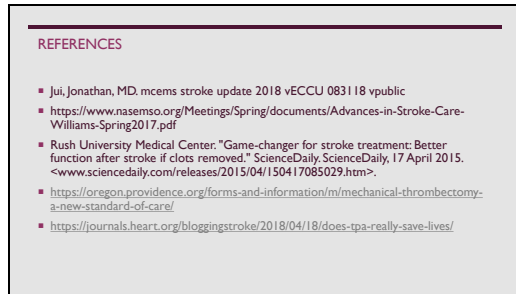 REFERENCES
Jui, Jonathan, MD. mcems stroke update 2018 vECCU 083118 vpublic
https://www.nasemso.org/Meetings/Spring/documents/Advances-in-Stroke-Care-
Williams-Spring2017.pdf
Rush University Medical Center. "Game-changer for stroke treatment: Better
function after stroke if clots removed." ScienceDaily. ScienceDaily, 17 April 2015.
<www.sciencedaily.com/releases/2015/04/150417085029.htm>.
https://oregon.providence.org/forms-and-information/m/mechanical-thrombectomy-
a-new-standard-of-care/
https://journals.heart.org/bloggingstroke/2018/04/18/does-tpa-really-save-lives/